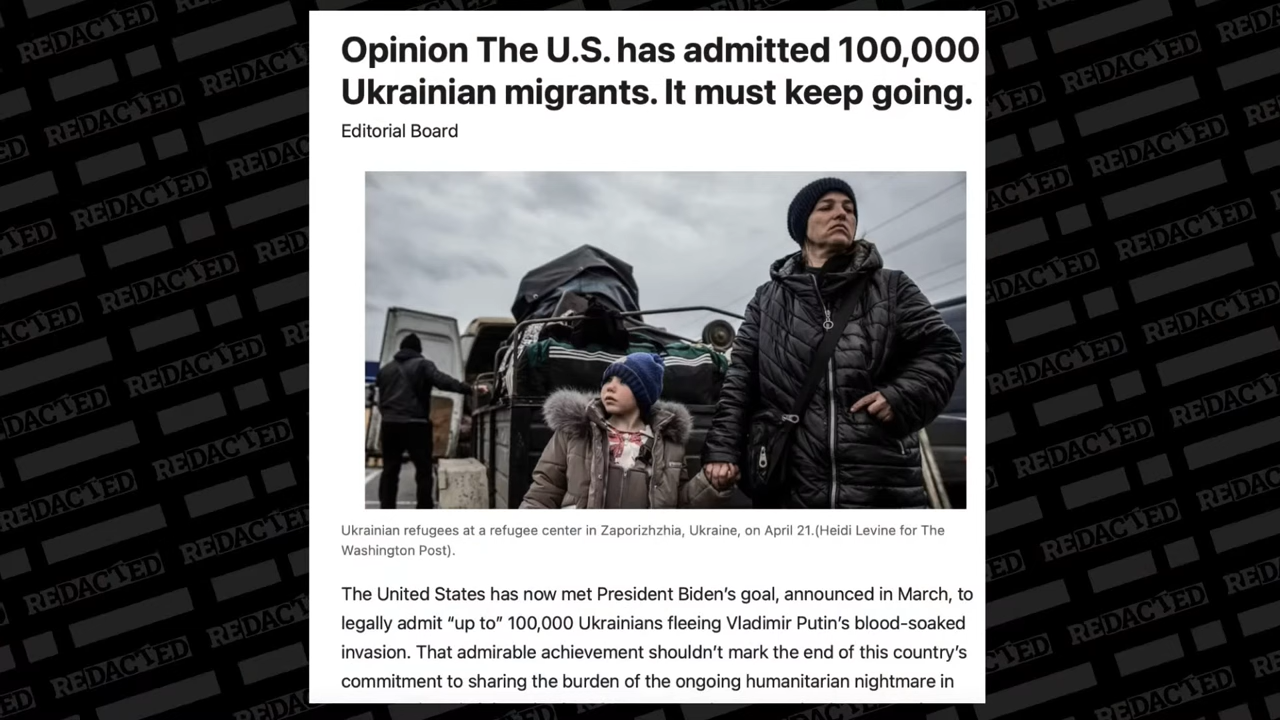 Opinion The U.S. has admitted 100,000
Ukrainian migrants. It must keep going.
Editorial Board
Ukrainian refugees at a refugee center in Zaporizhzhia, Ukraine, on April 21.(Heidi Levine for The
Washington Post).
The United States has now met President Biden’s goal, announced in March, to
legally admit “up to” 100,000 Ukrainians fleeing Vladimir Putin’s blood-soaked
invasion. That admirable achievement shouldn’t mark the end of this country’s
commitment to sharing the burden of the ongoing humanitarian nightmare in
REDACTED